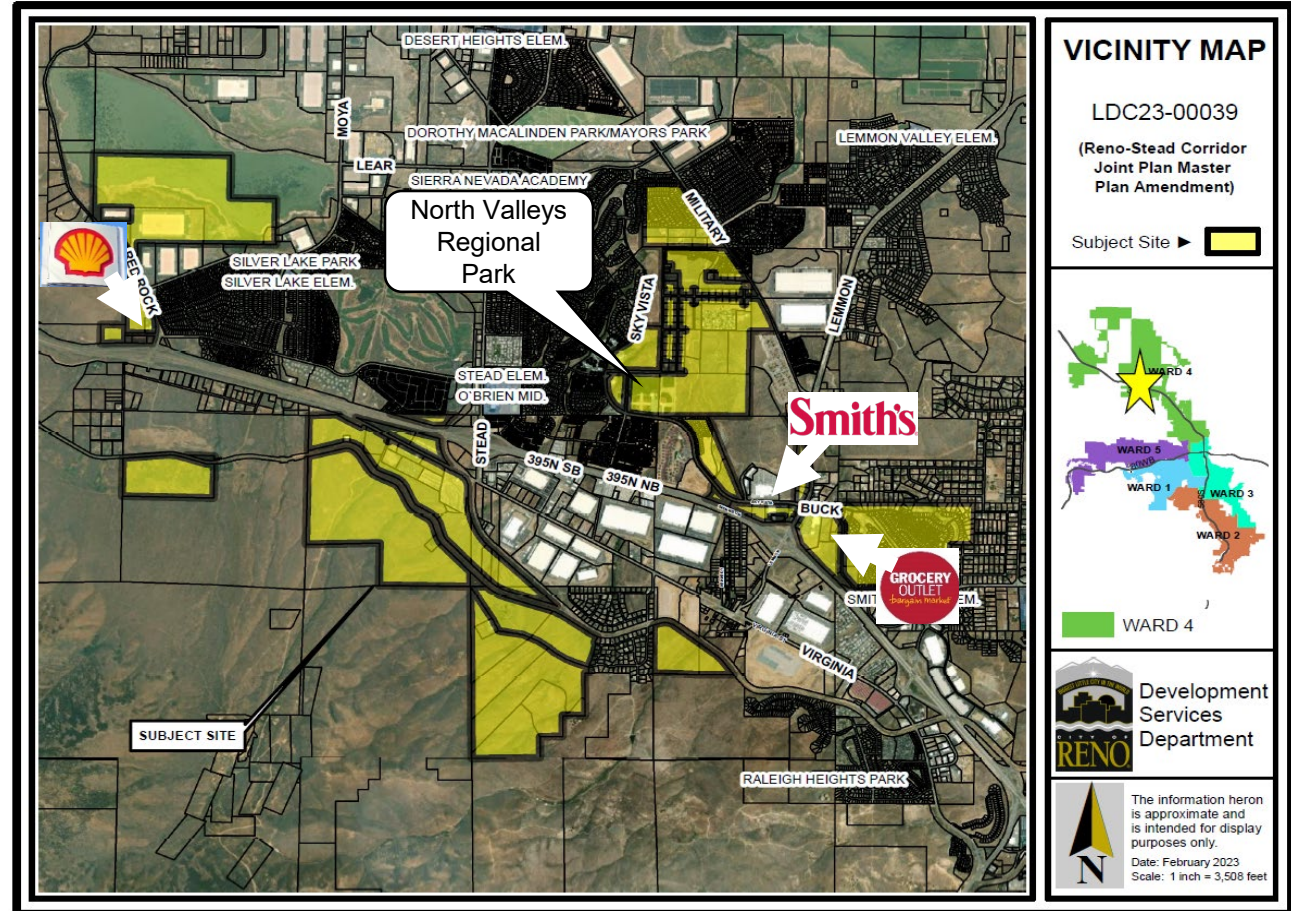 DESERT HEIGHTS ELEM.
MOYA
DOROTHY MACALINDEN PARK/MAYORS PARK
LEMMON VALLEY ELEM.
LEAR
SIERRA NEVADA ACADEMY
MILITARY
North Valleys
Regional
Park
RED ROCK
SILVER LAKE PARK
SILVER LAKE ELEM.
SKY VISTA
LEMMON
STEAD ELEM.
O'BRIEN MID.
Smith's
STEAD
395N SB
395N NB
BUCK
GROCERY
OUTLET
bargain market
SMIT
EM.
VIRGINIA
SUBJECT SITE
RALEIGH HEIGHTS PARK
VICINITY MAP
LDC23-00039
(Reno-Stead Corridor
Joint Plan Master
Plan Amendment)
Subject Site ►
WARD 4
WARD 5
WARD 1
WARD 3
WARD 2
WARD 4
CITY OF
RENO
Development
Services
Department
N
The information heron
is approximate and
is intended for display
purposes only.
Date: February 2023
Scale: 1 inch = 3,508 feet